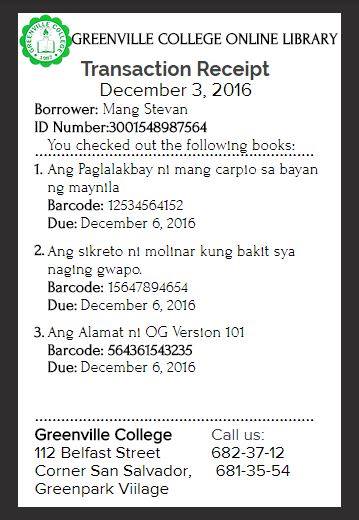 GREENVILLE COLLEGE
1997
GREENVILLE COLLEGE ONLINE LIBRARY
Transaction Receipt
December 3, 2016
Borrower: Mang Stevan
ID Number:3001548987564
You checked out the following books:
1. Ang Paglalakbay ni mang carpio sa bayan
ng maynila
Barcode: 12534564152
Due: December 6, 2016
2. Ang sikreto ni molinar kung bakit sya
naging gwapo.
Barcode: 15647894654
Due: December 6, 2016
3. Ang Alamat ni OG Version 101
Barcode: 564361543235
Due: December 6, 2016
Greenville College
112 Belfast Street
Corner San Salvador,
Greenpark Viilage
Call us:
682-37-12
681-35-54